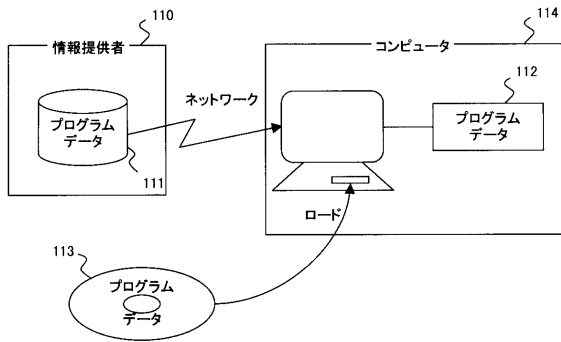 110
情報提供者
プログラム
データ
111
ネットワーク
114
コンピュータ
112
プログラム
データ
ロード
113
プログラム
データ